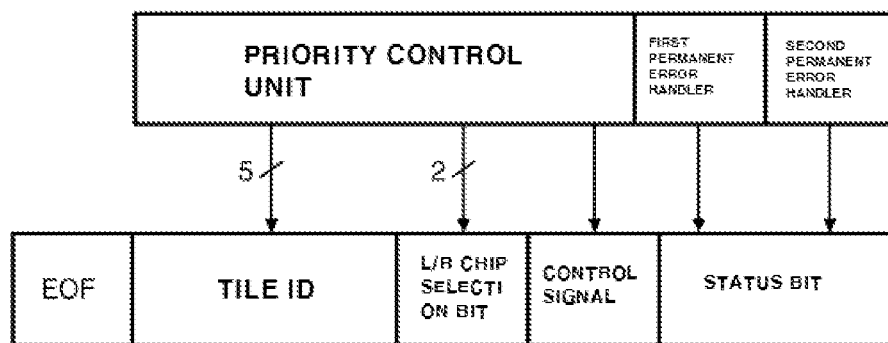 PRIORITY CONTROL
UNIT
FIRST
PERMANENT
ERROR
HANDLER
SECOND
PERMANENT
ERROR
HANDLER
5
2
EOF
TILE ID
L/B CHIP
SELECTI
ON BIT
CONTROL
SIGNAL
STATUS BIT